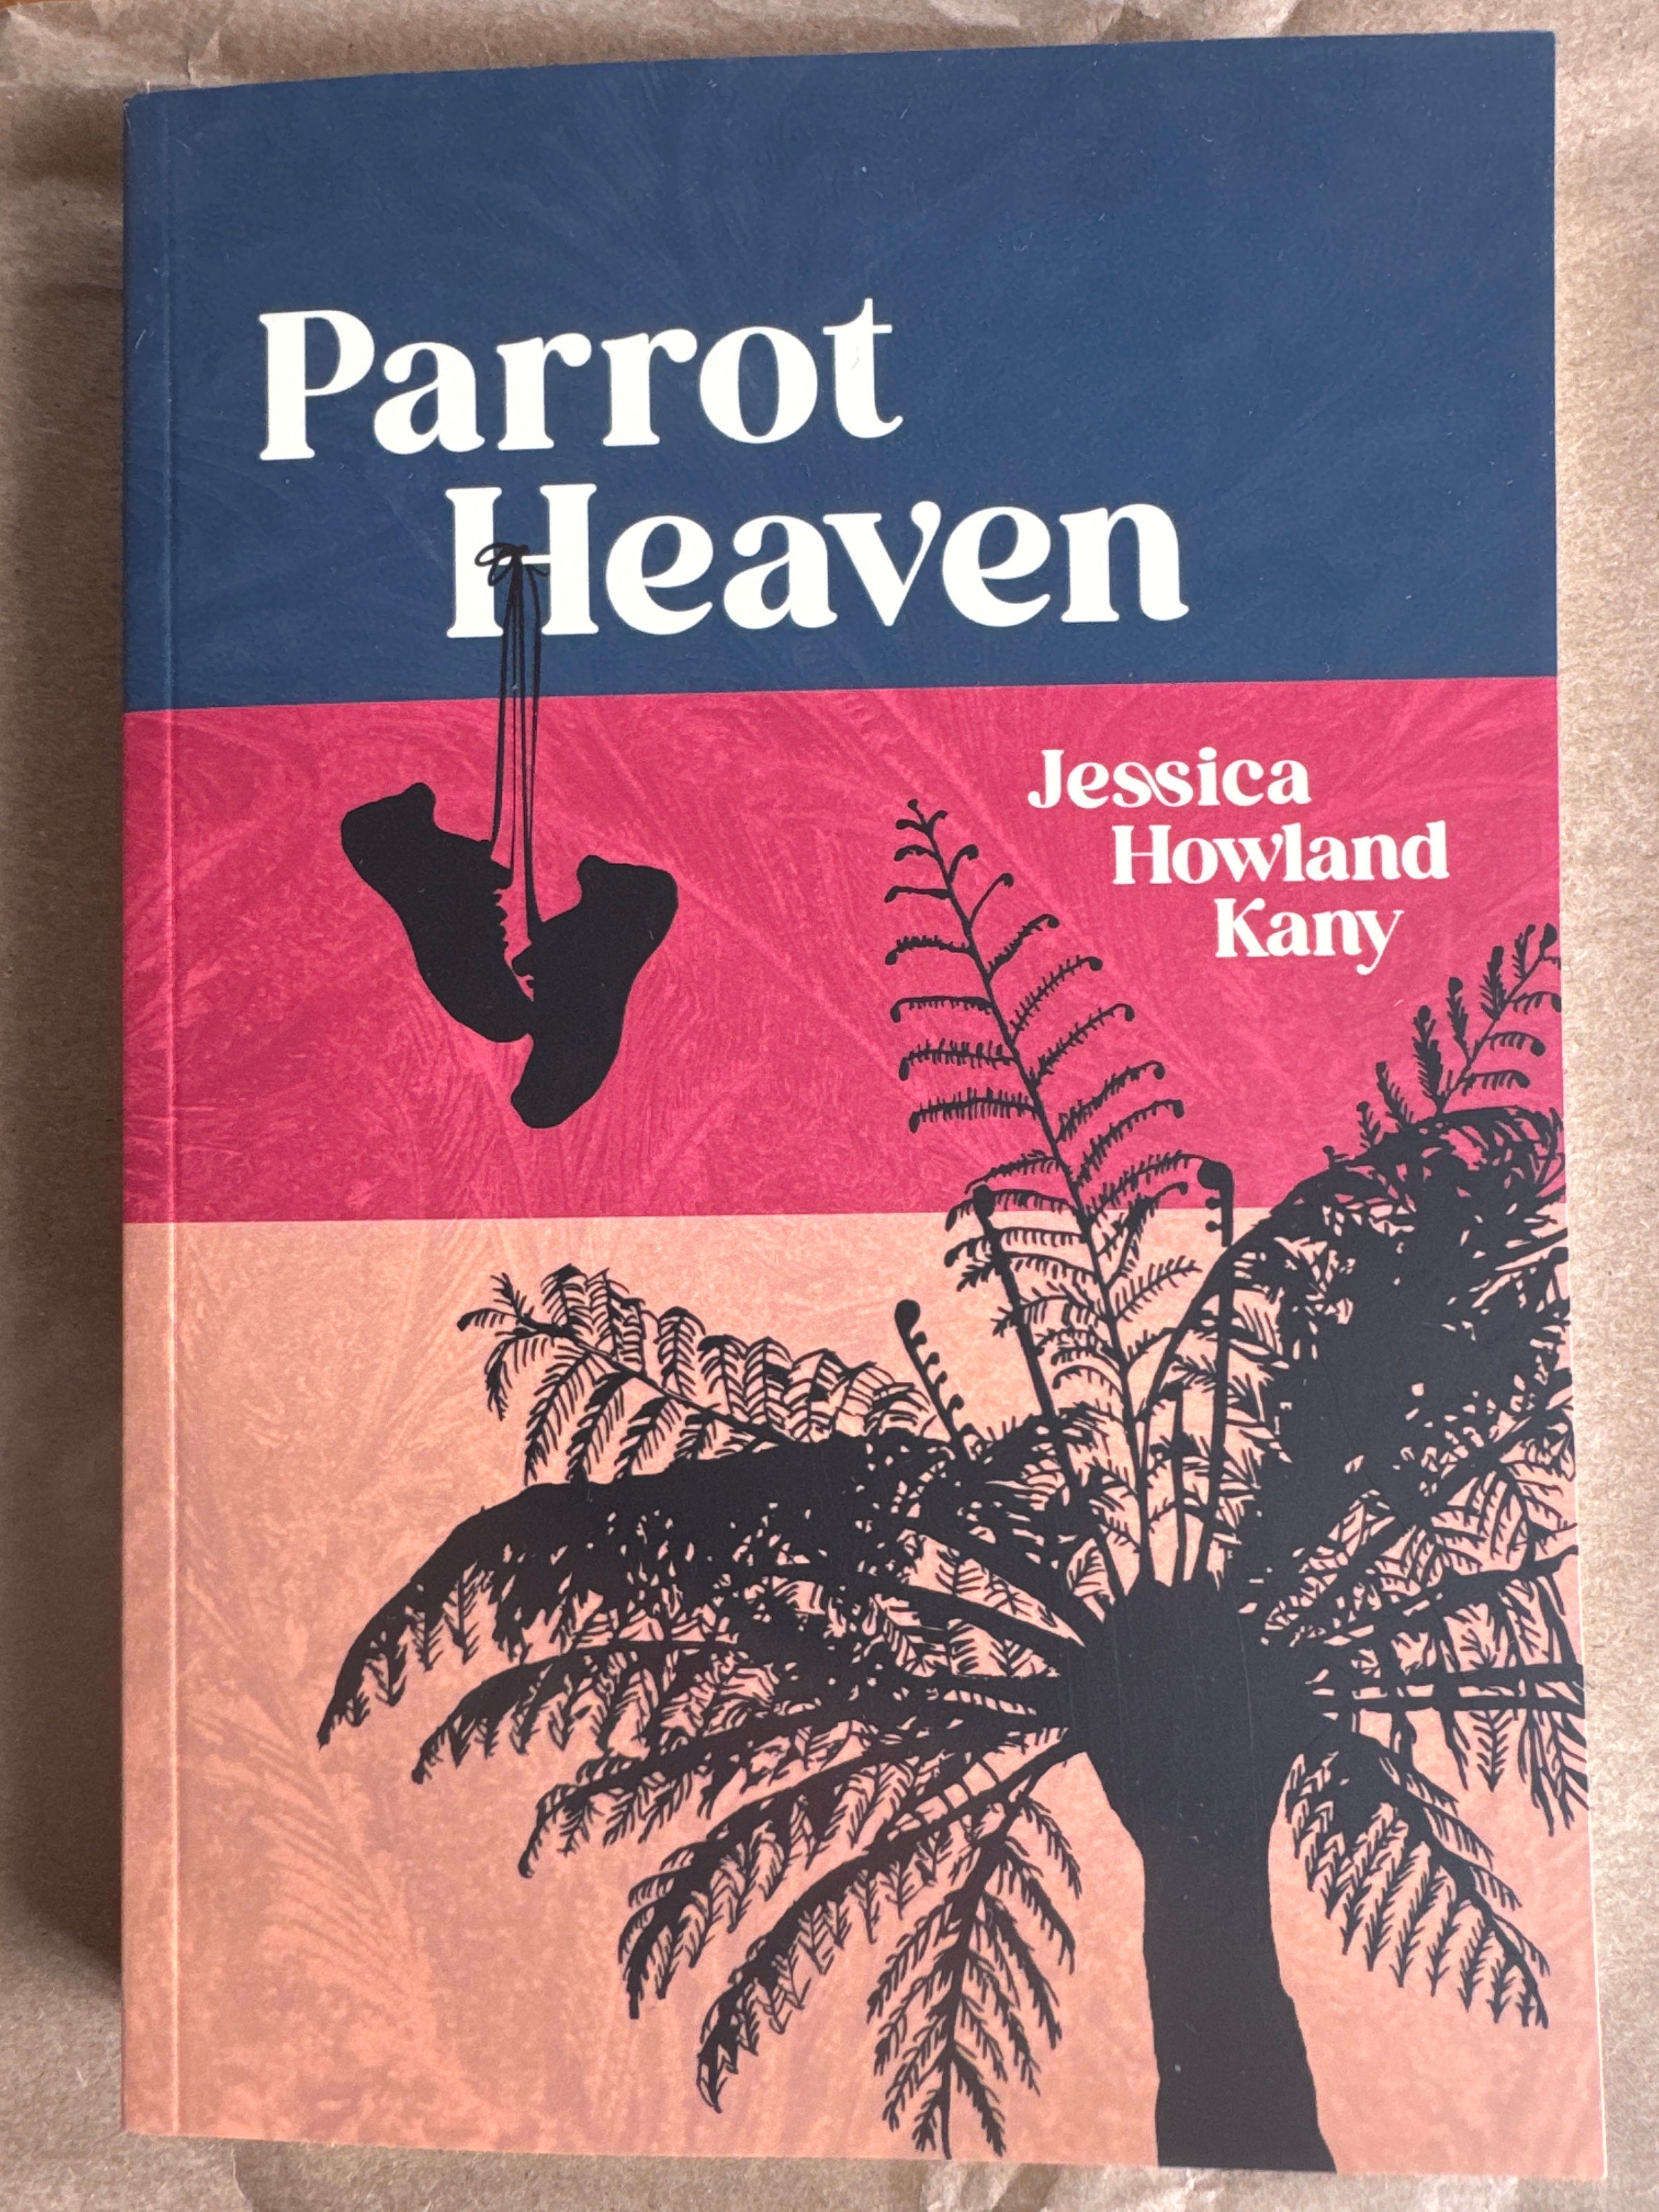 Parrot
Heaven
Jessica
Howland
Kany